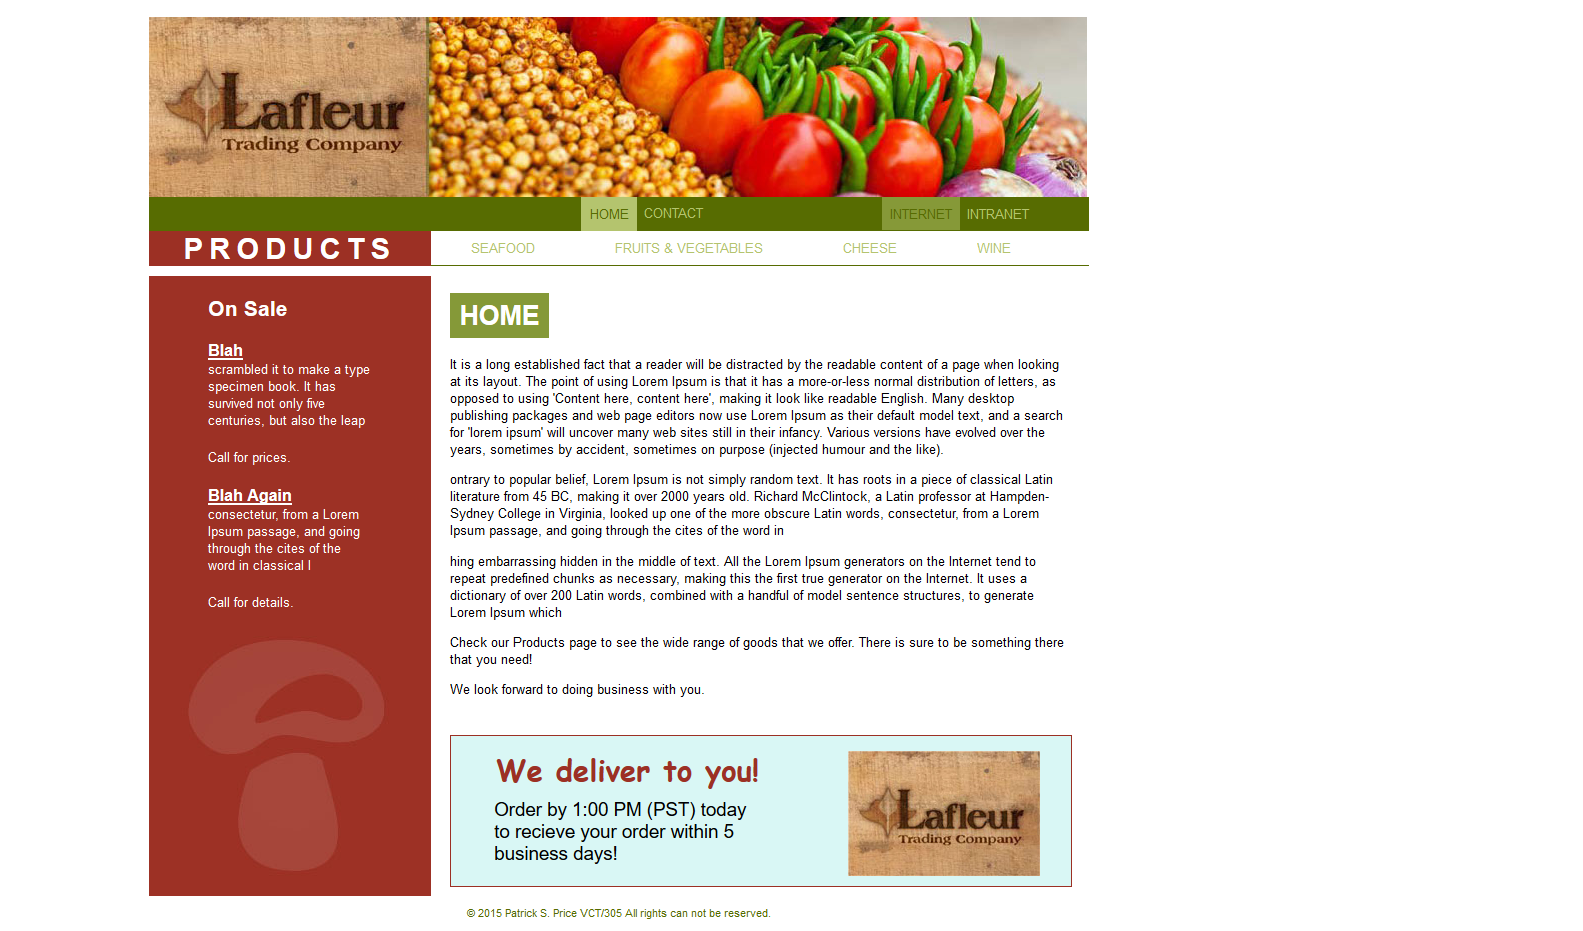 Lafleur
Trading Company
HOME CONTACT INTERNET INTRANET
PRODUCTS SEAFOOD FRUITS & VEGETABLES CHEESE WINE
On Sale
Blah
scrambled it to make a type
specimen book. It has
survived not only five
centuries, but also the leap
Call for prices.
Blah Again
consectetur, from a Lorem
Ipsum passage, and going
through the cites of the
word in classical l
Call for details.
HOME
It is a long established fact that a reader will be distracted by the readable content of a page when looking
at its layout. The point of using Lorem Ipsum is that it has a more-or-less normal distribution of letters, as
opposed to using 'Content here, content here', making it look like readable English. Many desktop
publishing packages and web page editors now use Lorem Ipsum as their default model text, and a search
for 'lorem ipsum' will uncover many web sites still in their infancy. Various versions have evolved over the
years, sometimes by accident, sometimes on purpose (injected humour and the like).
ontrary to popular belief, Lorem Ipsum is not simply random text. It has roots in a piece of classical Latin
literature from 45 BC, making it over 2000 years old. Richard McClintock, a Latin professor at Hampden-
Sydney College in Virginia, looked up one of the more obscure Latin words, consectetur, from a Lorem
Ipsum passage, and going through the cites of the word in
hing embarrassing hidden in the middle of text. All the Lorem Ipsum generators on the Internet tend to
repeat predefined chunks as necessary, making this the first true generator on the Internet. It uses a
dictionary of over 200 Latin words, combined with a handful of model sentence structures, to generate
Lorem Ipsum which
Check our Products page to see the wide range of goods that we offer. There is sure to be something there
that you need!
We look forward to doing business with you.
We deliver to you!
Order by 1:00 PM (PST) today
to recieve your order within 5
business days!
Lafleur
Trading Company
© 2015 Patrick S. Price VCT/305 All rights can not be reserved.